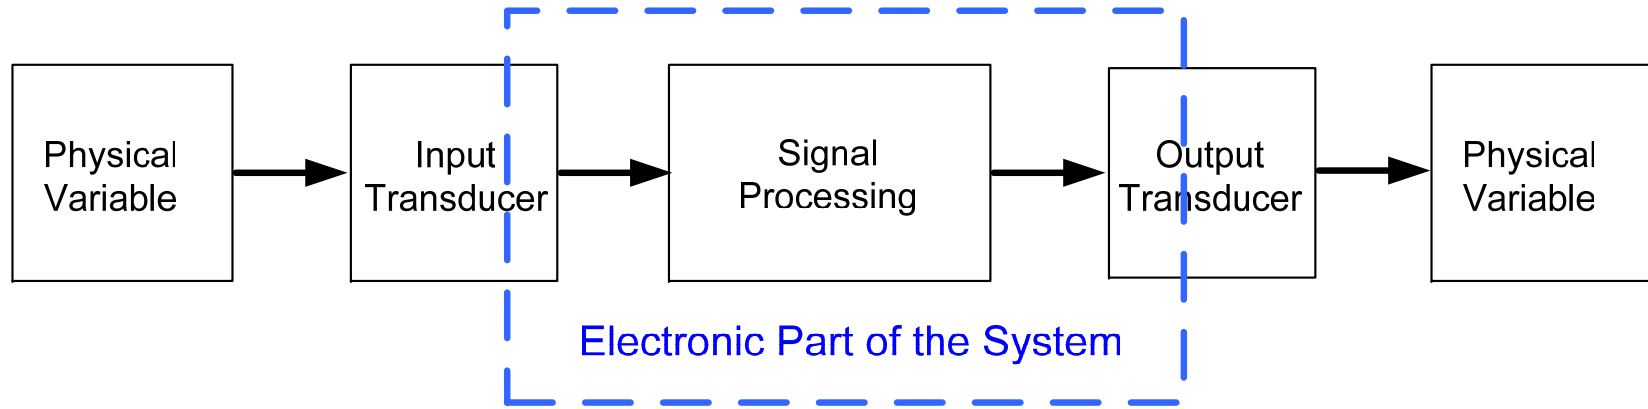 Physical
Variable
Input
Transducer
Signal
Processing
Output
Transducer
Physical
Variable
Electronic Part of the System